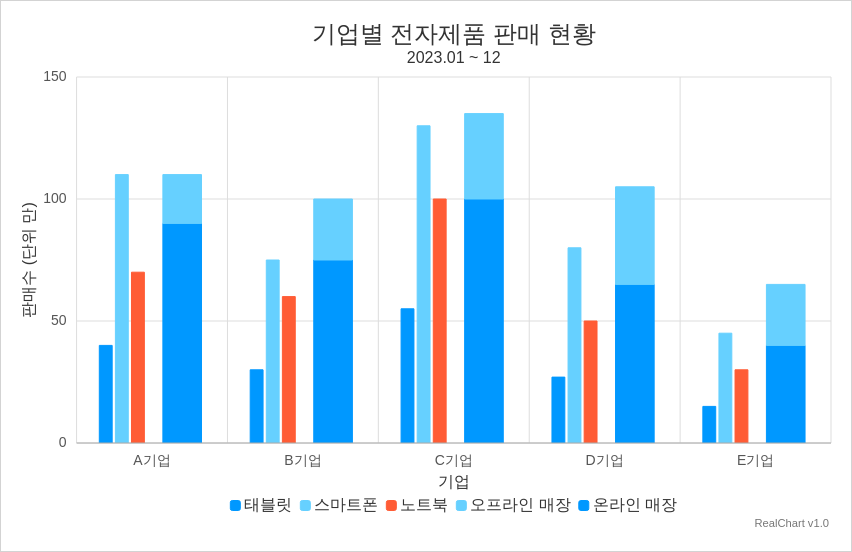 기업별 전자제품 판매 현황
2023.01 ~ 12
판매수 (단위 만)
150
100
50
0
A기업 B기업 C기업 D기업 E기업
기업
태블릿 스마트폰 노트북 오프라인 매장 온라인 매장
RealChart v1.0